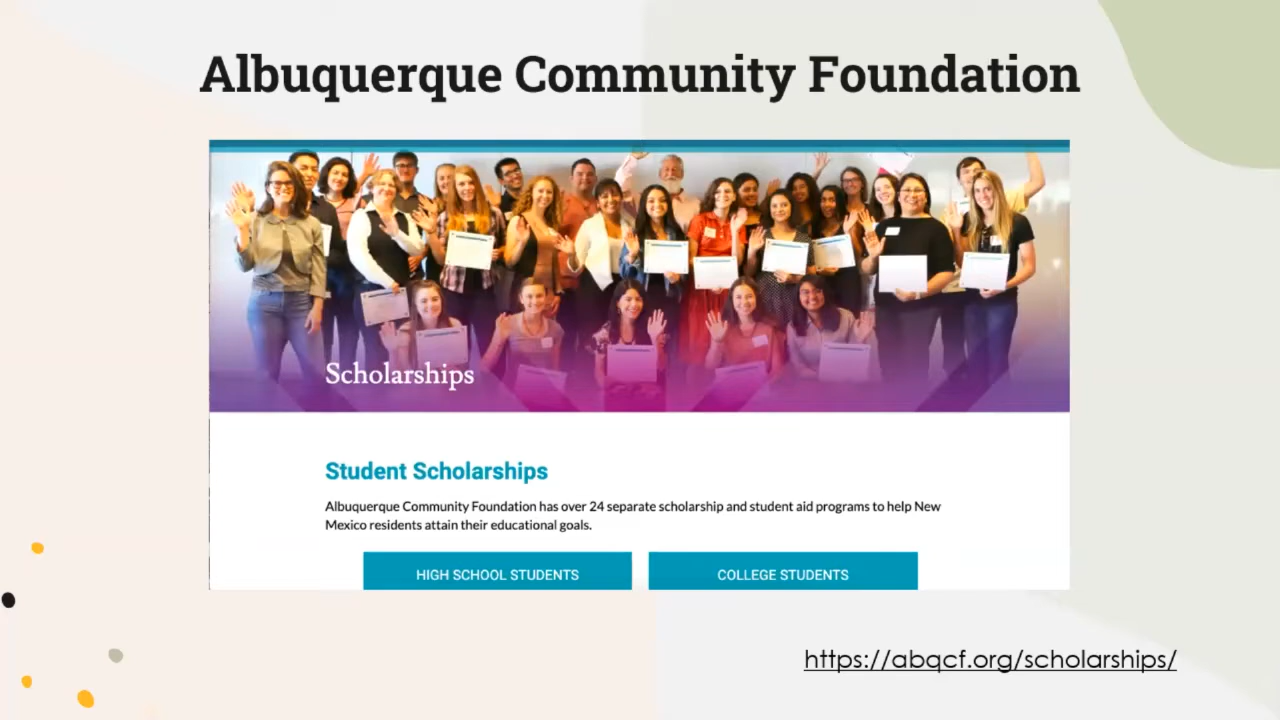 Albuquerque Community Foundation
Scholarships
Student Scholarships
Albuquerque Community Foundation has over 24 separate scholarship and student aid programs to help New
Mexico residents attain their educational goals.
HIGH SCHOOL STUDENTS
COLLEGE STUDENTS
https://abqcf.org/scholarships/